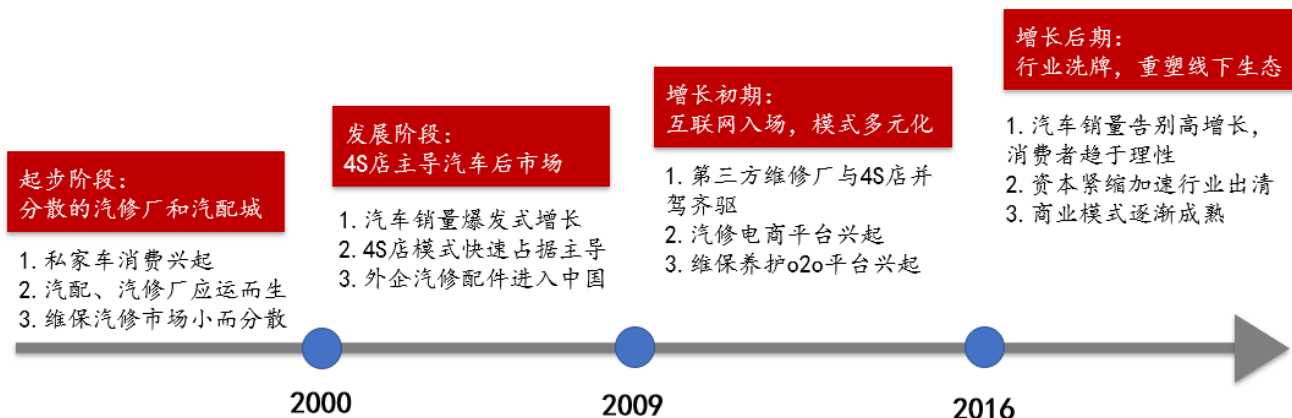 起步阶段：
分散的汽修厂和汽配城
1. 私家车消费兴起
2. 汽配、汽修厂应运而生
3. 维保汽修市场小而分散
发展阶段：
4S店主导汽车后市场
1. 汽车销量爆发式增长
2. 4S店模式快速占据主导
3. 外企汽修配件进入中国
增长初期：
互联网入场，模式多元化
1. 第三方维修厂与4S店并
驾齐驱
2. 汽修电商平台兴起
3. 维保养护o2o平台兴起
增长后期：
行业洗牌，重塑线下生态
1. 汽车销量告别高增长，
消费者趋于理性
2. 资本紧缩加速行业出清
3. 商业模式逐渐成熟
2000
2009
2016